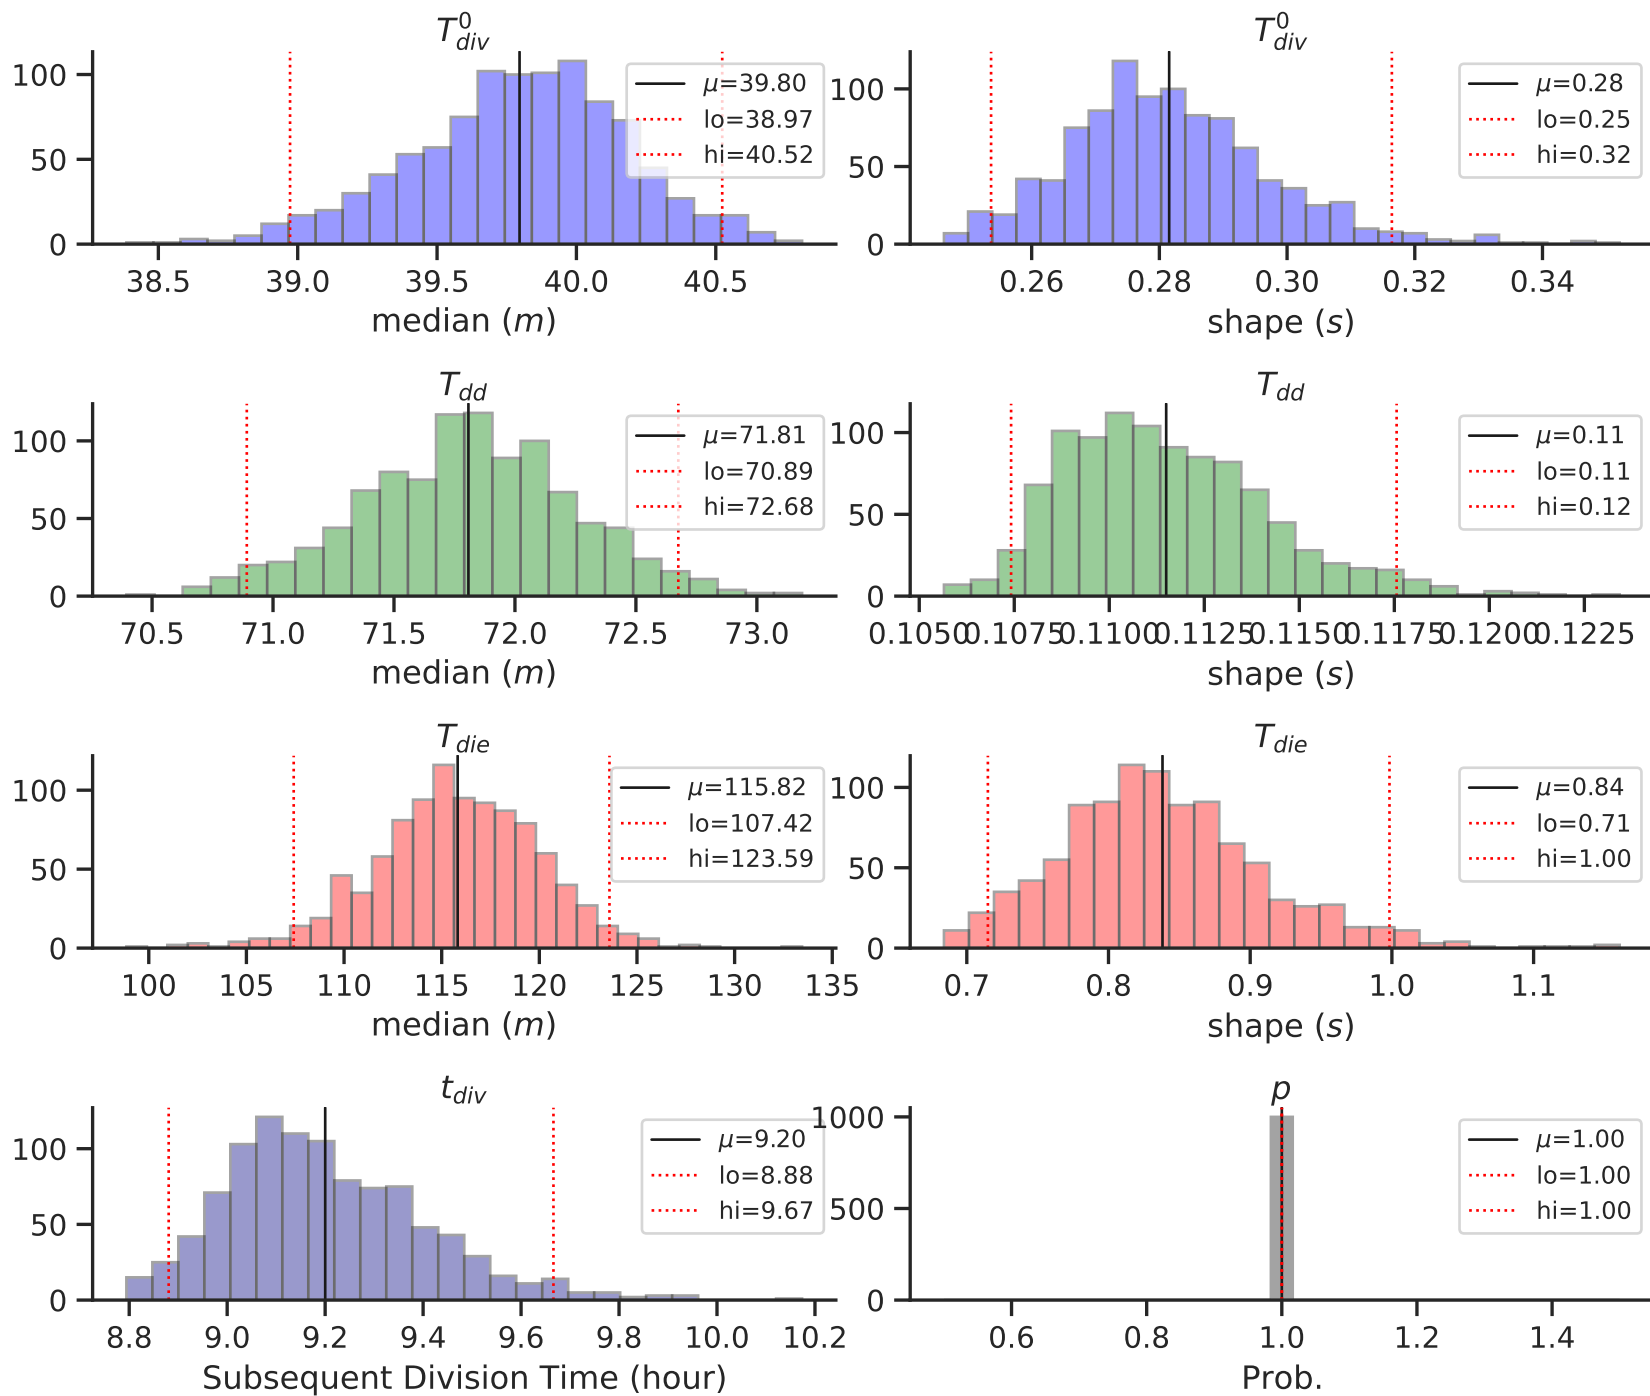 T⁰div
100
50
0
μ=39.80
lo=38.97
hi=40.52
38.5 39.0 39.5 40.0 40.5
median (m)
T⁰div
100
50
0
μ=0.28
lo=0.25
hi=0.32
0.26 0.28 0.30 0.32 0.34
shape (s)
Tdd
100
50
0
μ=71.81
lo=70.89
hi=72.68
70.5 71.0 71.5 72.0 72.5 73.0
median (m)
Tdd
100
50
0
μ=0.11
lo=0.11
hi=0.12
0.1050 0.1075 0.1100 0.1125 0.1150 0.1175 0.1200 0.1225
shape (s)
Tdie
100
50
0
μ=115.82
lo=107.42
hi=123.59
100 105 110 115 120 125 130 135
median (m)
Tdie
100
50
0
μ=0.84
lo=0.71
hi=1.00
0.7 0.8 0.9 1.0 1.1
shape (s)
tdiv
100
50
0
μ=9.20
lo=8.88
hi=9.67
8.8 9.0 9.2 9.4 9.6 9.8 10.0 10.2
Subsequent Division Time (hour)
p
1000
500
0
μ=1.00
lo=1.00
hi=1.00
0.6 0.8 1.0 1.2 1.4
Prob.